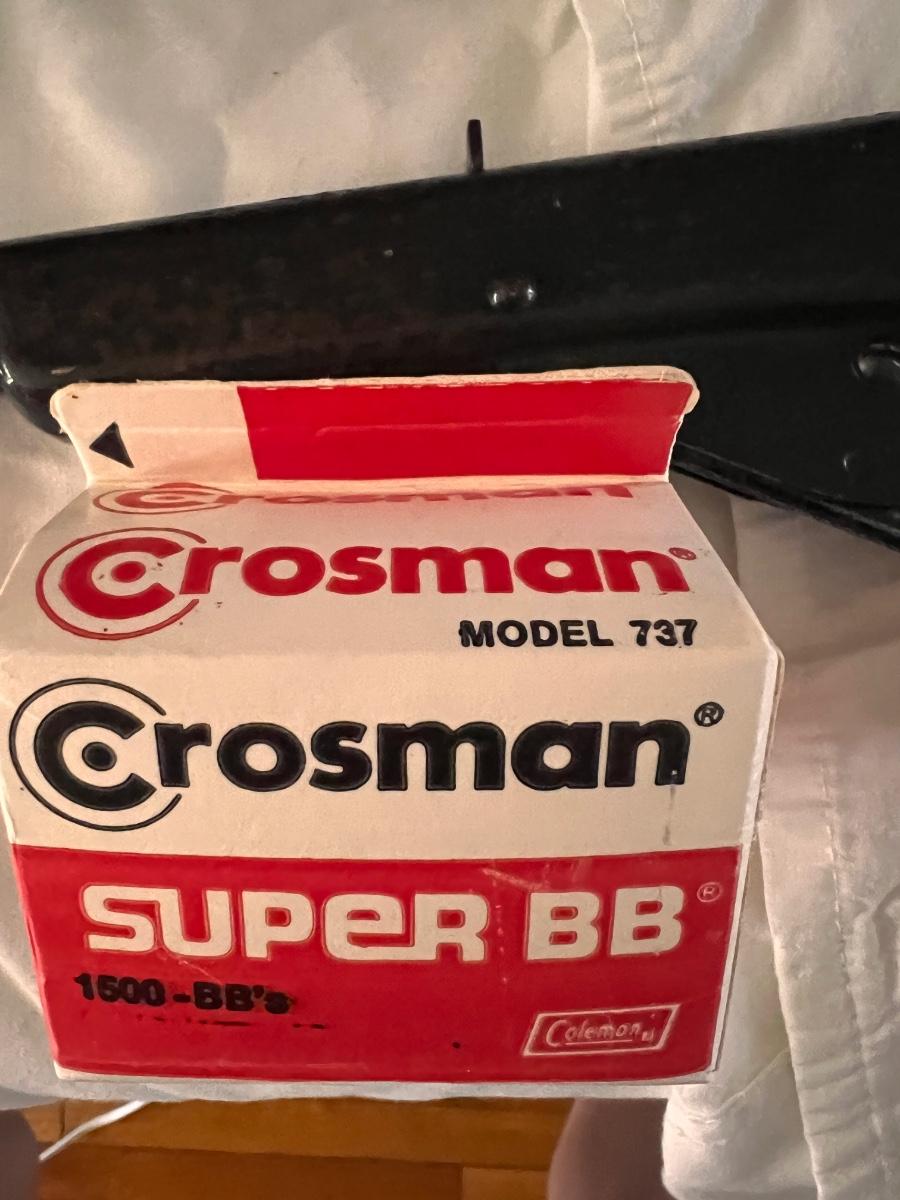 Crosman
Crosman®
MODEL 737
Crosman®
SUPER BB®
1500-BB's
Coleman